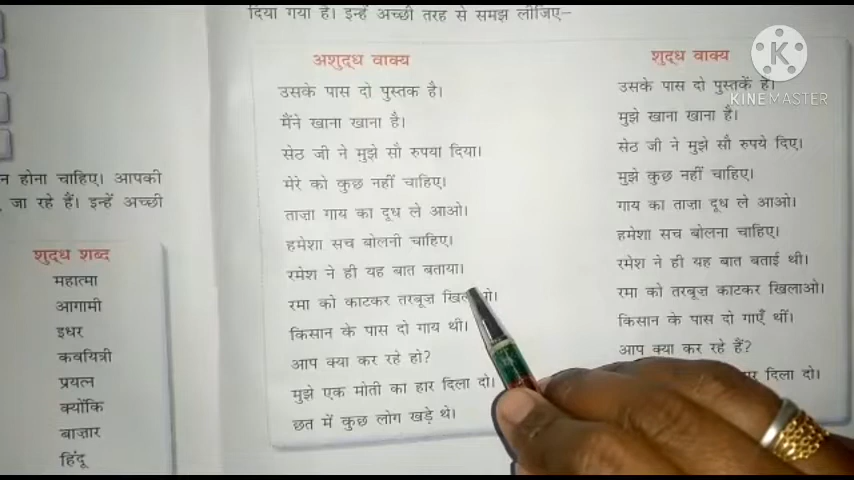 दिया गया है। इन्हें अच्छी तरह से समझ लीजिए–
न होना चाहिए। आपकी
जा रहे हैं। इन्हें अच्छी
शुद्ध शब्द
महात्मा
आगामी
इधर
कवयित्री
प्रयत्न
क्योंकि
बाज़ार
हिंदू
अशुद्ध वाक्य
उसके पास दो पुस्तक है।
मैंने खाना खाना है।
सेठ जी ने मुझे सौ रुपया दिया।
मेरे को कुछ नहीं चाहिए।
ताज़ा गाय का दूध ले आओ।
हमेशा सच बोलनी चाहिए।
रमेश ने ही यह बात बताया।
रमा को काटकर तरबूज़
किसान के पास दो गाय थी।
आप क्या कर रहे हो?
मुझे एक मोती का हार दिला दो।
छत में कुछ लोग खड़े थे।
शुद्ध वाक्य
उसके पास दो पुस्तकें हैं।
मुझे खाना खाना है।
सेठ जी ने मुझे सौ रुपये दिए।
मुझे कुछ नहीं चाहिए।
गाय का ताज़ा दूध ले आओ।
हमेशा सच बोलना चाहिए।
रमेश ने ही यह बात बताई थी।
रमा को तरबूज़ काटकर खिलाओ।
किसान के पास दो गाएँ थीं।
आप क्या कर रहे हैं?
दिला दो।
KINEMASTER